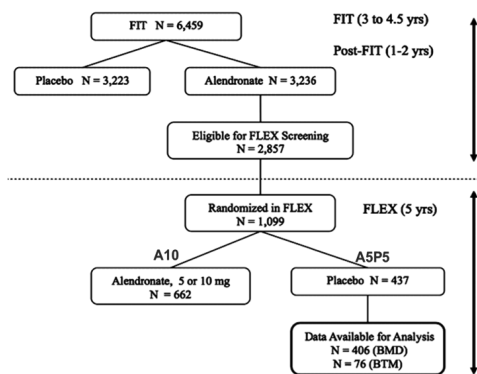 FIT N = 6,459
FIT (3 to 4.5 yrs)
Post-FIT (1-2 yrs)
Placebo N = 3,223
Alendronate N = 3,236
Eligible for FLEX Screening
N = 2,857
Randomized in FLEX
N = 1,099
FLEX (5 yrs)
A10
A5P5
Alendronate, 5 or 10 mg
N = 662
Placebo N = 437
Data Available for Analysis
N = 406 (BMD)
N = 76 (BTM)